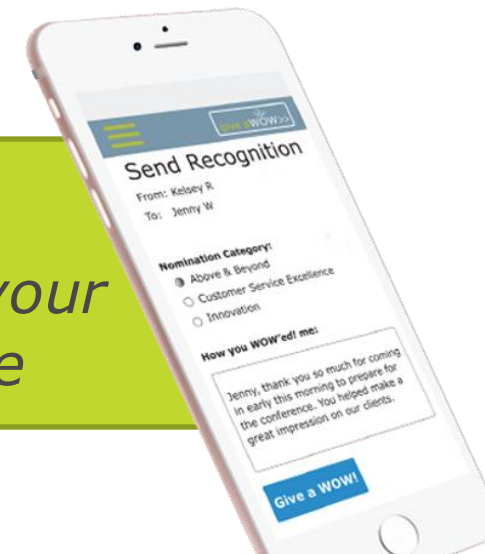 your
e
give a WOW>>
Send Recognition
From: Kelsey R
To: Jenny W
Nomination Category:
Above & Beyond
Customer Service Excellence
Innovation
How you WOW'ed! me:
Jenny, thank you so much for coming
in early this morning to prepare for
the conference. You helped make a
great impression on our clients.
Give a WOW!